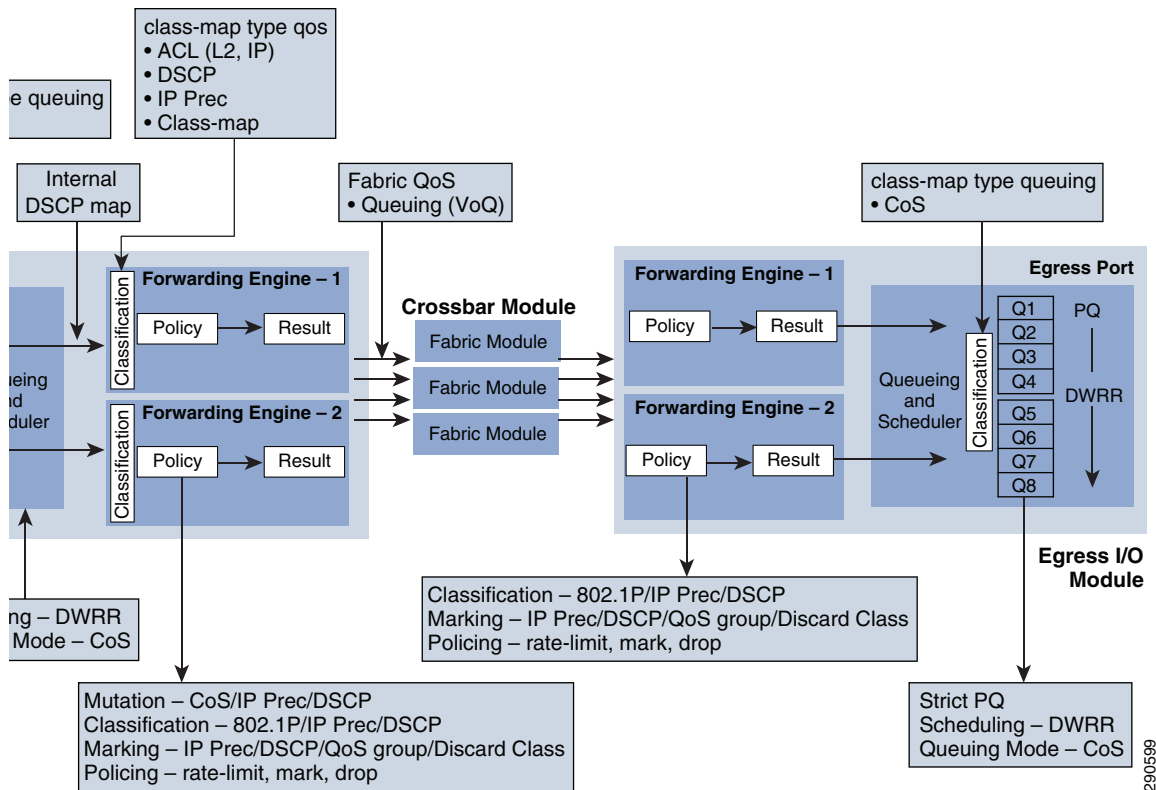 class-map type qos
• ACL (L2, IP)
• DSCP
• IP Prec
• Class-map
e queuing
Internal
DSCP map
Fabric QoS
• Queuing (VoQ)
class-map type queuing
• CoS
Classification
Forwarding Engine – 1
Policy
Result
Classification
Forwarding Engine – 2
Policy
Result
ueing
nd
duler
Crossbar Module
Fabric Module
Fabric Module
Fabric Module
Forwarding Engine – 1
Policy
Result
Forwarding Engine – 2
Policy
Result
Egress Port
Queueing
and
Scheduler
Classification
Q1
Q2
Q3
Q4
Q5
Q6
Q7
Q8
PQ
DWRR
Egress I/O
Module
ng – DWRR
Mode – CoS
Classification – 802.1P/IP Prec/DSCP
Marking – IP Prec/DSCP/QoS group/Discard Class
Policing – rate-limit, mark, drop
Mutation – CoS/IP Prec/DSCP
Classification – 802.1P/IP Prec/DSCP
Marking – IP Prec/DSCP/QoS group/Discard Class
Policing – rate-limit, mark, drop
Strict PQ
Scheduling – DWRR
Queuing Mode – CoS
290599